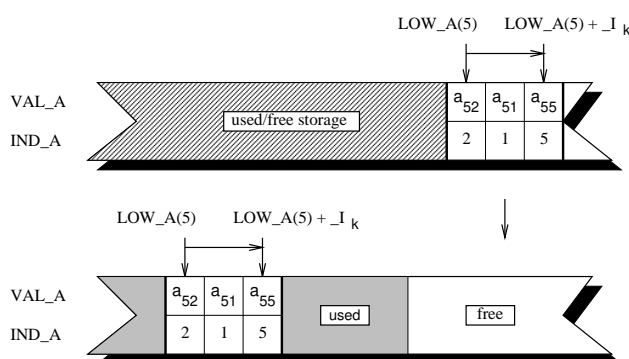 LOW_A(5) LOW_A(5) + _I k
VAL_A a52 a51 a55
used/free storage
IND_A 2 1 5
LOW_A(5) LOW_A(5) + _I k
VAL_A a52 a51 a55
used free
IND_A 2 1 5